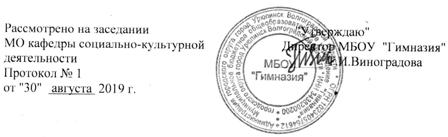 Рассмотрено на заседании
МО кафедры социально-культурной
деятельности
Протокол № 1
от "30" августа 2019 г.
"Утверждаю"
Директор МБОУ "Гимназия"
И.Виноградова
МБОУ
"Гимназия"